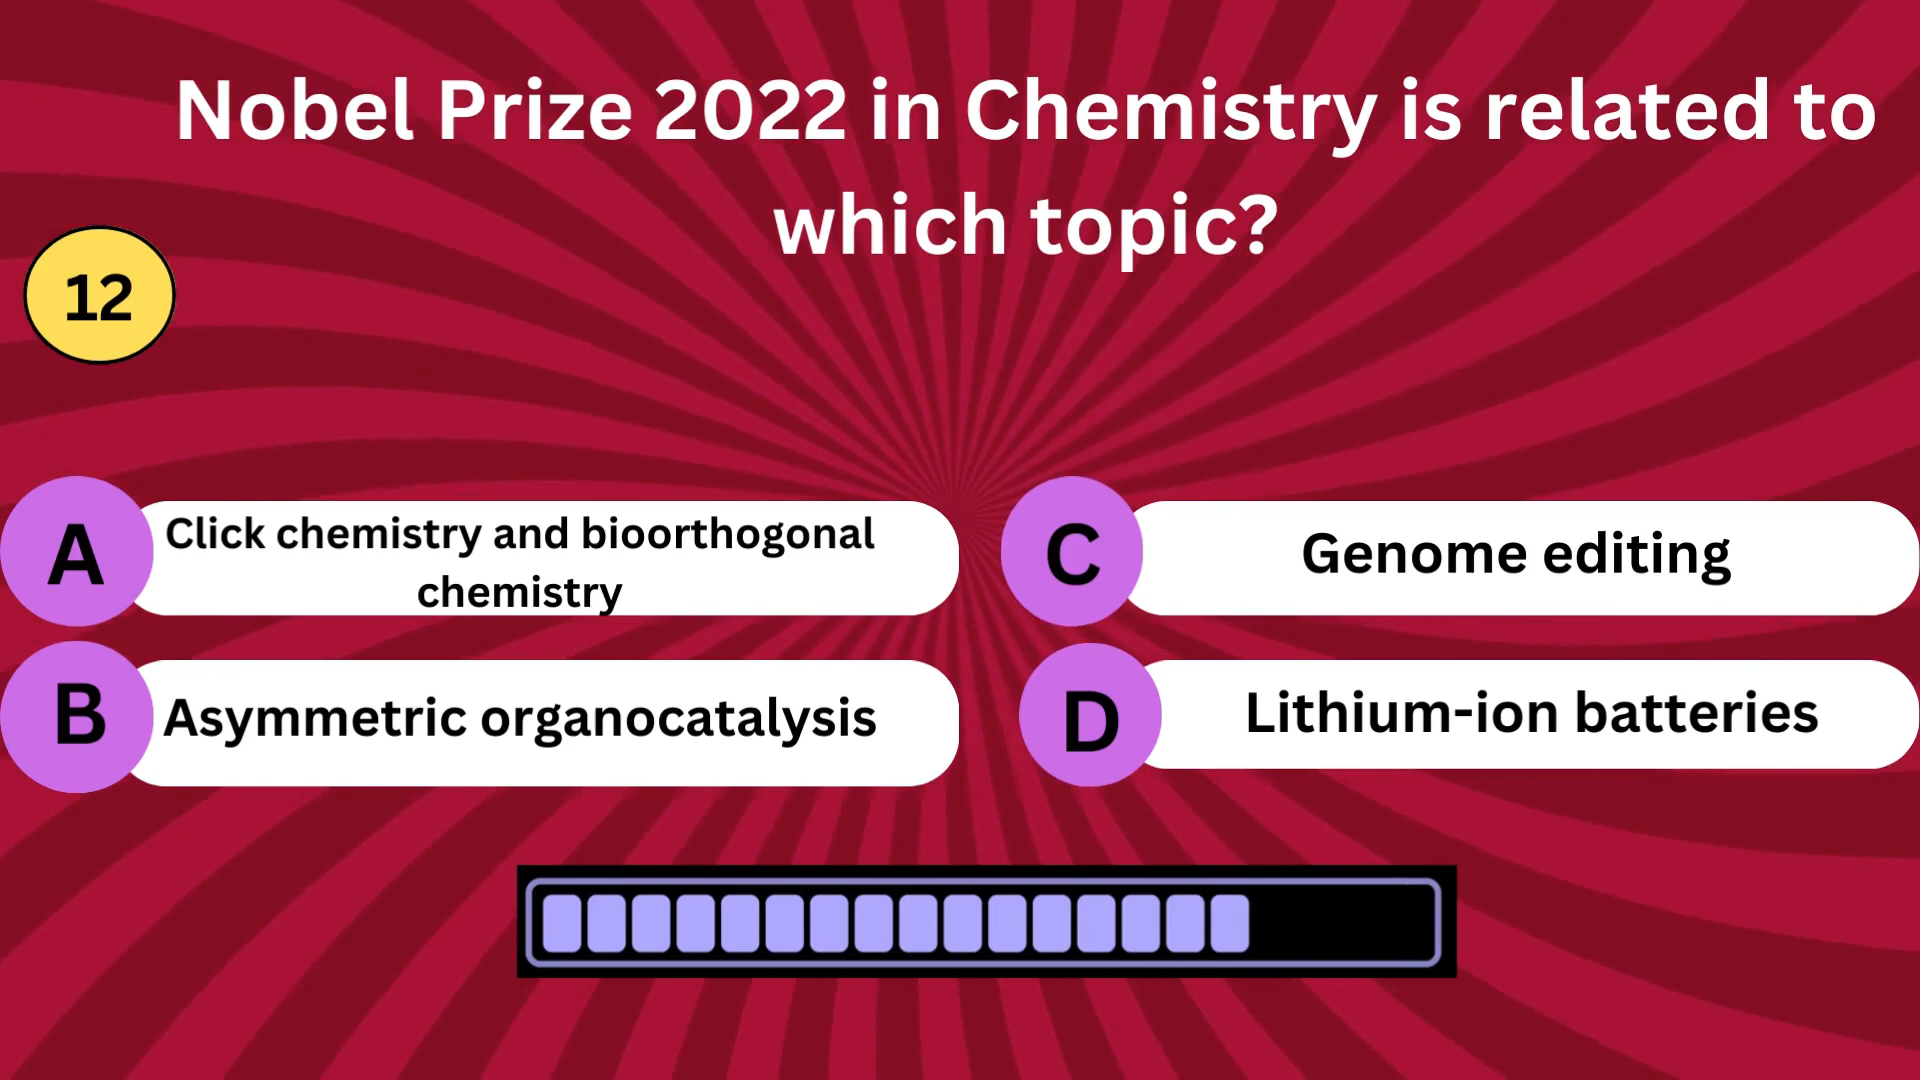 Nobel Prize 2022 in Chemistry is related to
which topic?
12
A
Click chemistry and bioorthogonal
chemistry
B
Asymmetric organocatalysis
C
Genome editing
D
Lithium-ion batteries